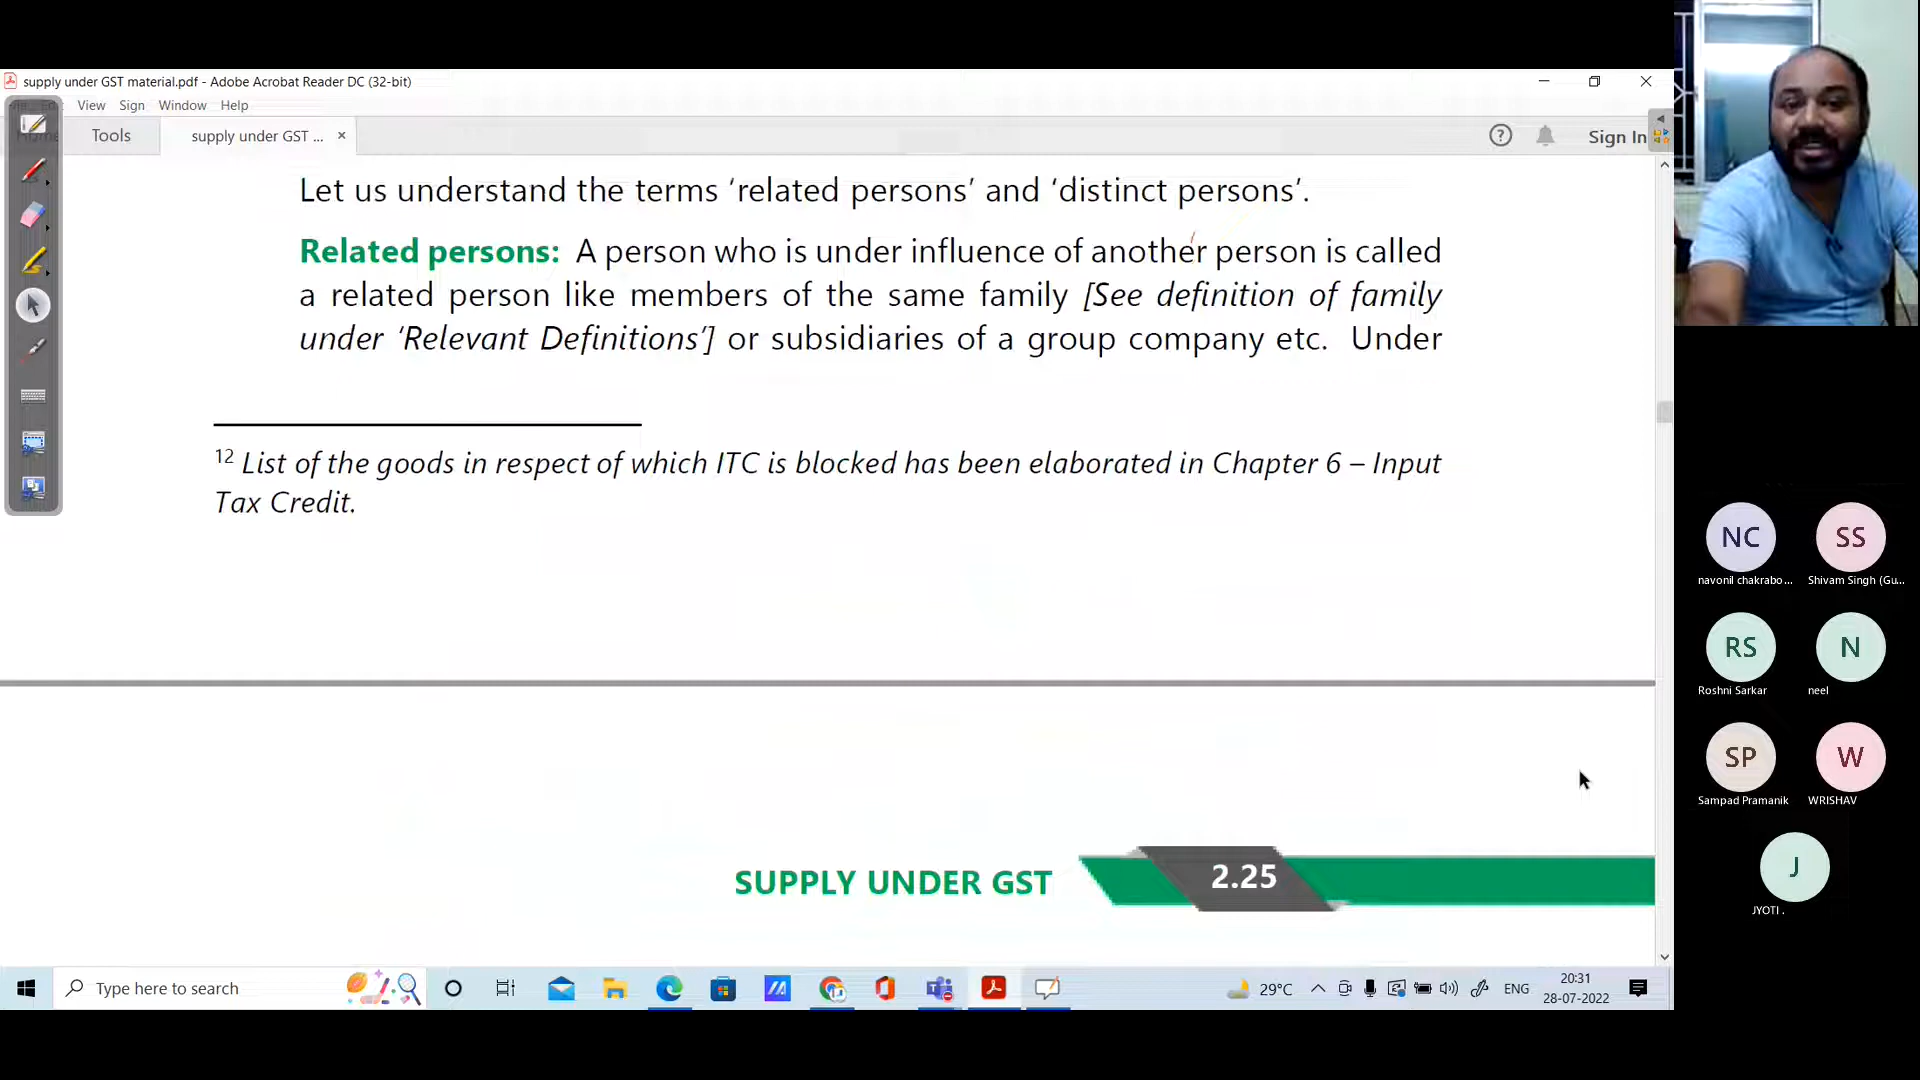 supply under GST material.pdf - Adobe Acrobat Reader DC (32-bit)
View Sign Window Help
Tools
supply under GST ...
Sign In
Let us understand the terms ‘related persons’ and ‘distinct persons’.
Related persons: A person who is under influence of another person is called
a related person like members of the same family [See definition of family
under ‘Relevant Definitions’] or subsidiaries of a group company etc. Under
12 List of the goods in respect of which ITC is blocked has been elaborated in Chapter 6 – Input
Tax Credit.
SUPPLY UNDER GST 2.25
NC SS
navonil chakrabo... Shivam Singh (Gu...
RS N
Roshni Sarkar neel
SP W
Sampad Pramanik WRISHAV
J
JYOTI .
Type here to search
29°C
ENG
20:31
28-07-2022